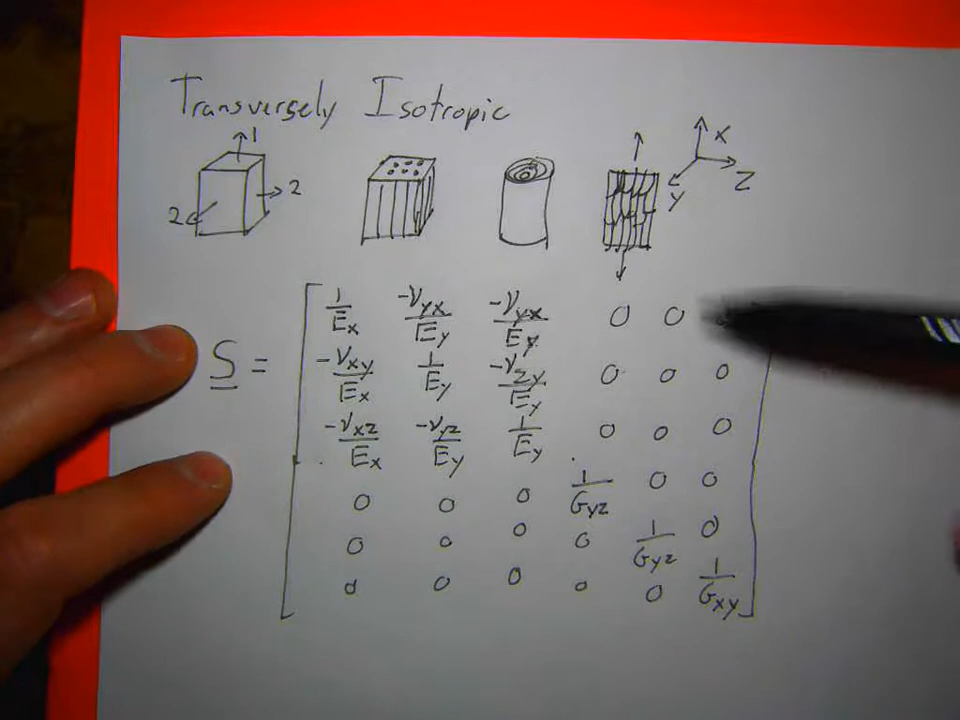 Transversely Isotropic
1
2 2
X
Z
Y
1/Ex -νyx/Ey -νyx/Ey 0 0
S = -νxy/Ex 1/Ey -νzy/Ey 0 0 0
-νxz/Ex -νyz/Ey 1/Ey 0 0 0
0 0 0 1/Gyz 0 0
0 0 0 0 1/Gyz 0
0 0 0 0 0 1/Gxy